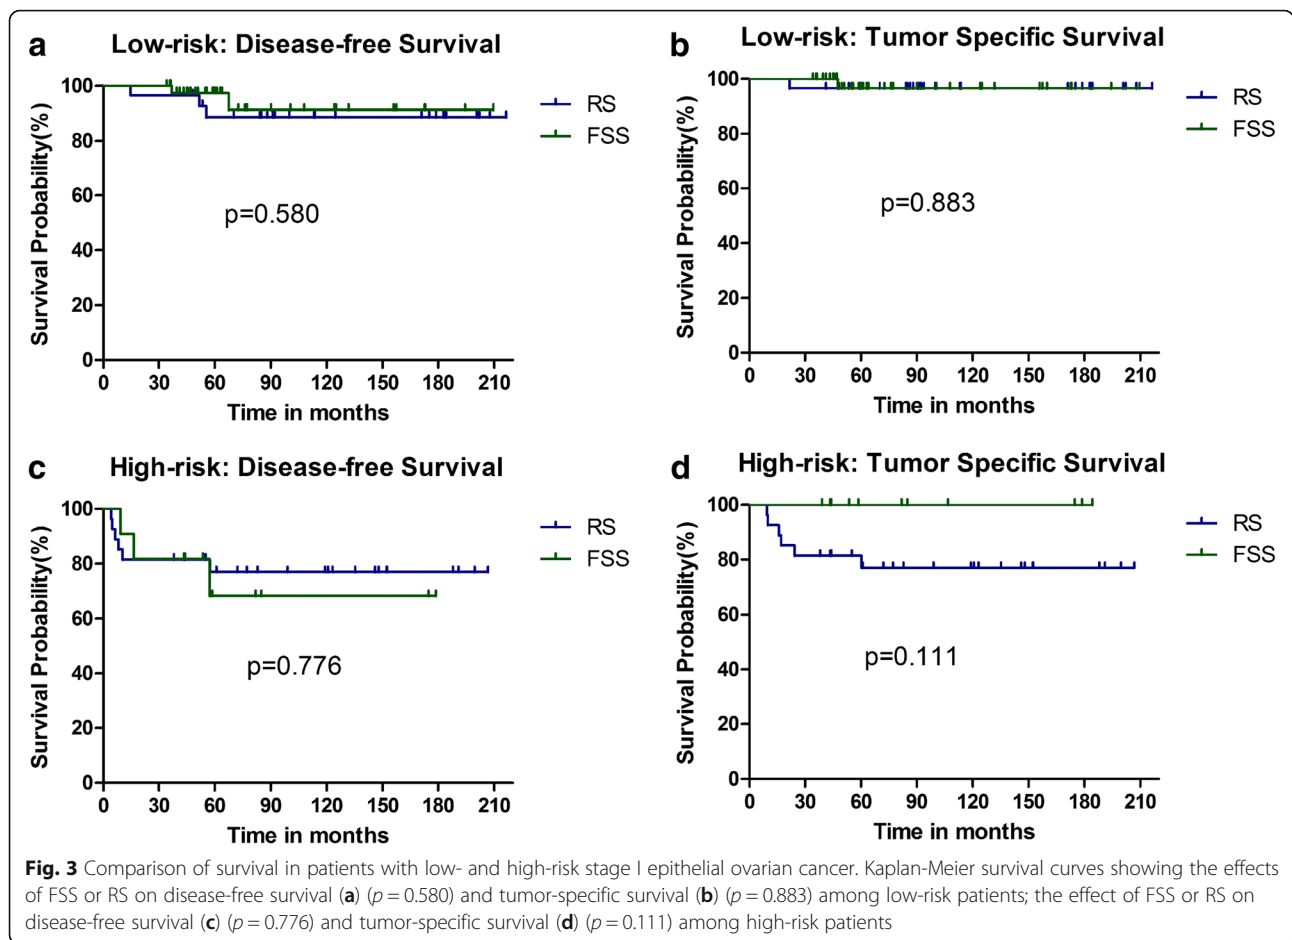 a
Low-risk: Disease-free Survival
Survival Probability(%)
100
80
60
40
20
0
0 30 60 90 120 150 180 210
Time in months
RS
FSS
p=0.580
b
Low-risk: Tumor Specific Survival
Survival Probability(%)
100
80
60
40
20
0
0 30 60 90 120 150 180 210
Time in months
RS
FSS
p=0.883
c
High-risk: Disease-free Survival
Survival Probability(%)
100
80
60
40
20
0
0 30 60 90 120 150 180 210
Time in months
RS
FSS
p=0.776
d
High-risk: Tumor Specific Survival
Survival Probability(%)
100
80
60
40
20
0
0 30 60 90 120 150 180 210
Time in months
RS
FSS
p=0.111
Fig. 3 Comparison of survival in patients with low- and high-risk stage I epithelial ovarian cancer. Kaplan-Meier survival curves showing the effects
of FSS or RS on disease-free survival (a) (p = 0.580) and tumor-specific survival (b) (p = 0.883) among low-risk patients; the effect of FSS or RS on
disease-free survival (c) (p = 0.776) and tumor-specific survival (d) (p = 0.111) among high-risk patients